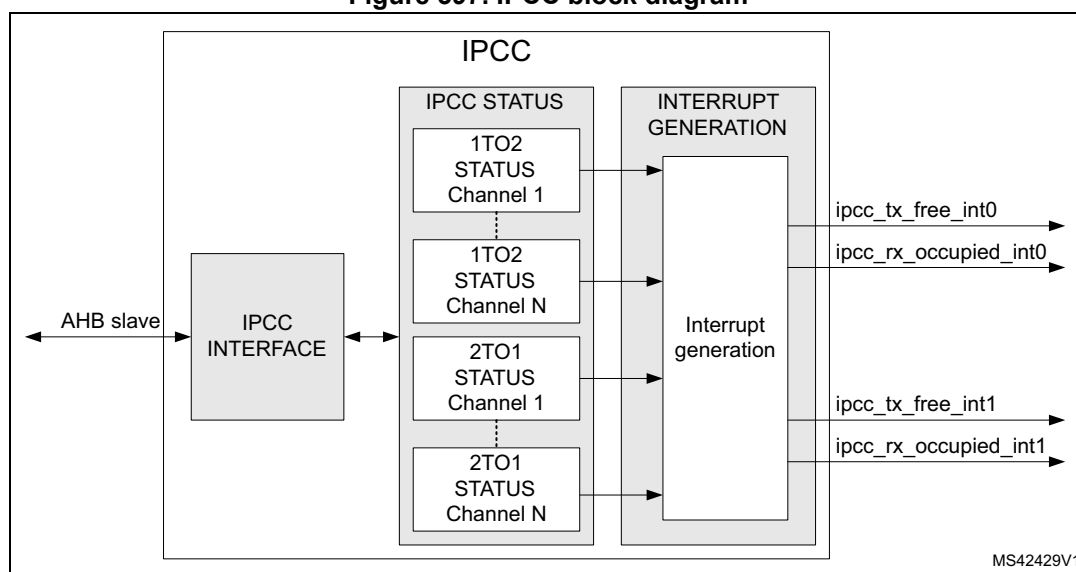 IPCC
IPCC STATUS
INTERRUPT
GENERATION
1TO2
STATUS
Channel 1
1TO2
STATUS
Channel N
2TO1
STATUS
Channel 1
2TO1
STATUS
Channel N
AHB slave
IPCC
INTERFACE
Interrupt
generation
ipcc_tx_free_int0
ipcc_rx_occupied_int0
ipcc_tx_free_int1
ipcc_rx_occupied_int1
MS42429V1